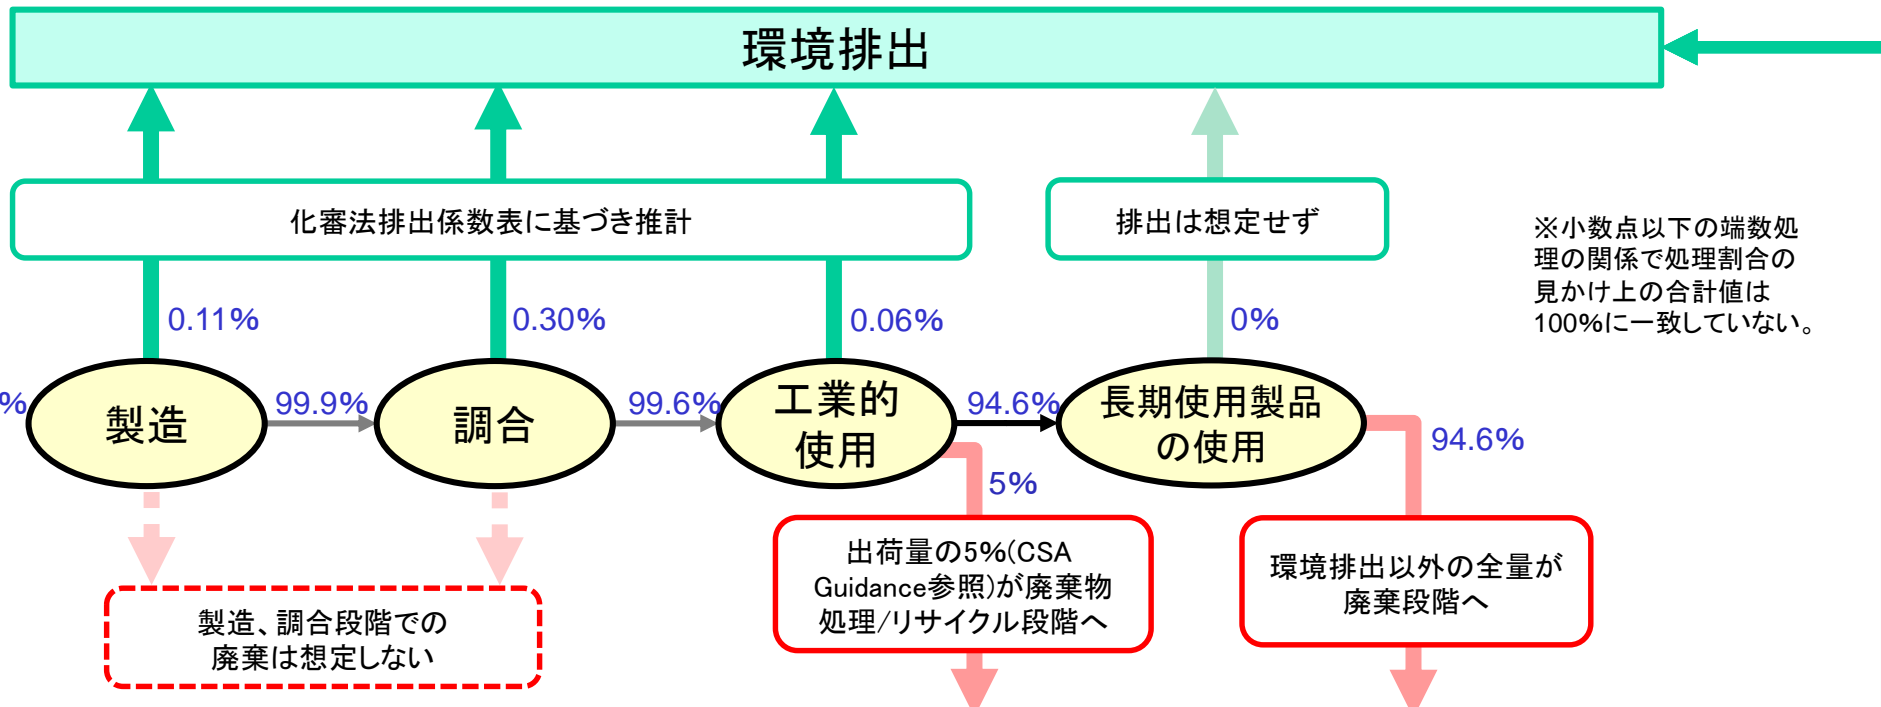 環境排出
化審法排出係数表に基づき推計
排出は想定せず
※小数点以下の端数処
理の関係で処理割合の
見かけ上の合計値は
100%に一致していない。
0.11%
0.30%
0.06%
0%
%
製造
99.9%
調合
99.6%
工業的
使用
94.6%
長期使用製品
の使用
94.6%
5%
製造、調合段階での
廃棄は想定しない
出荷量の5%(CSA
Guidance参照)が廃棄物
処理/リサイクル段階へ
環境排出以外の全量が
廃棄段階へ